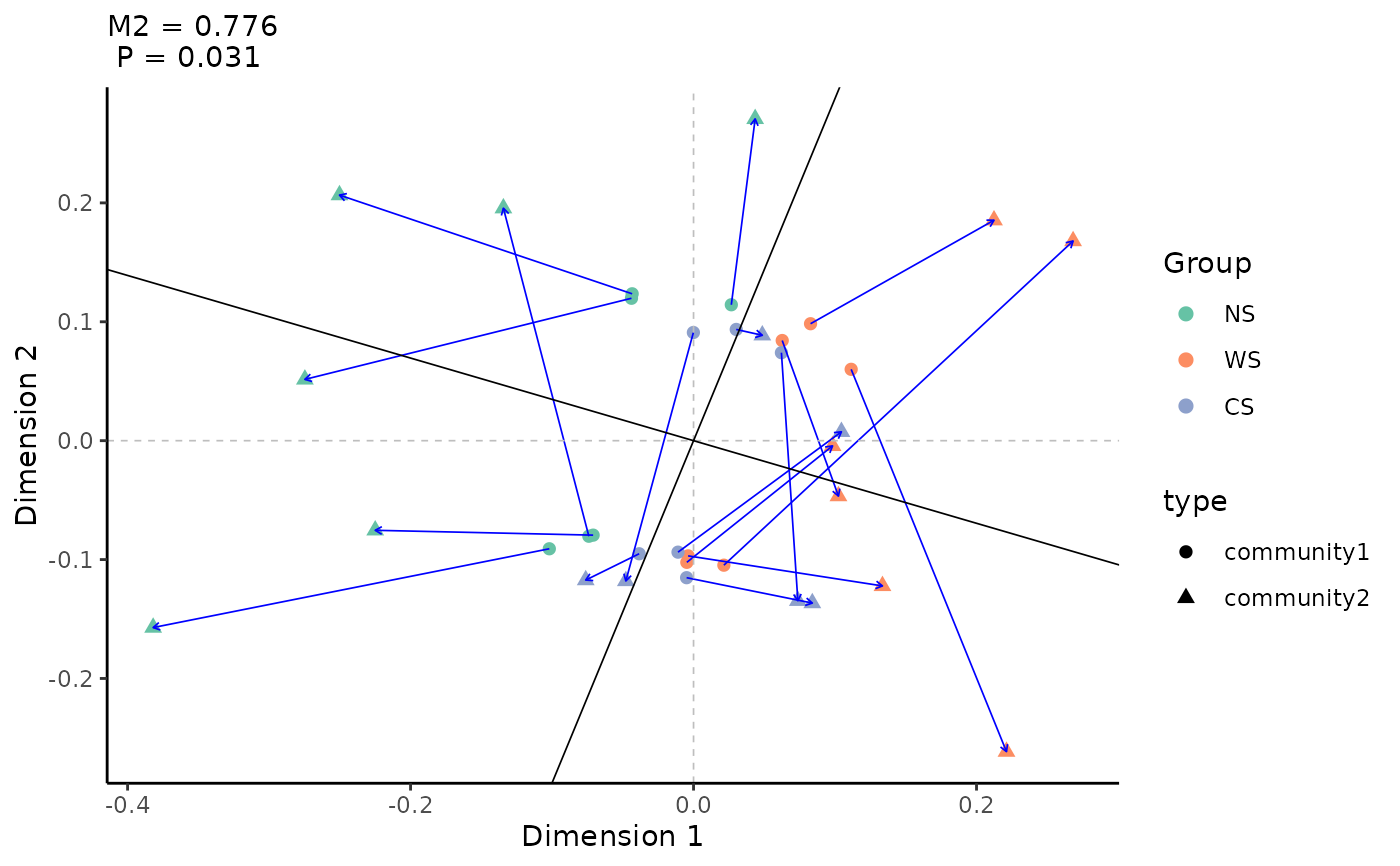 M2 = 0.776
P = 0.031
Dimension 2
0.2
0.1
0.0
-0.1
-0.2
-0.4
-0.2
0.0
0.2
Dimension 1
Group
NS
WS
CS
type
community1
community2